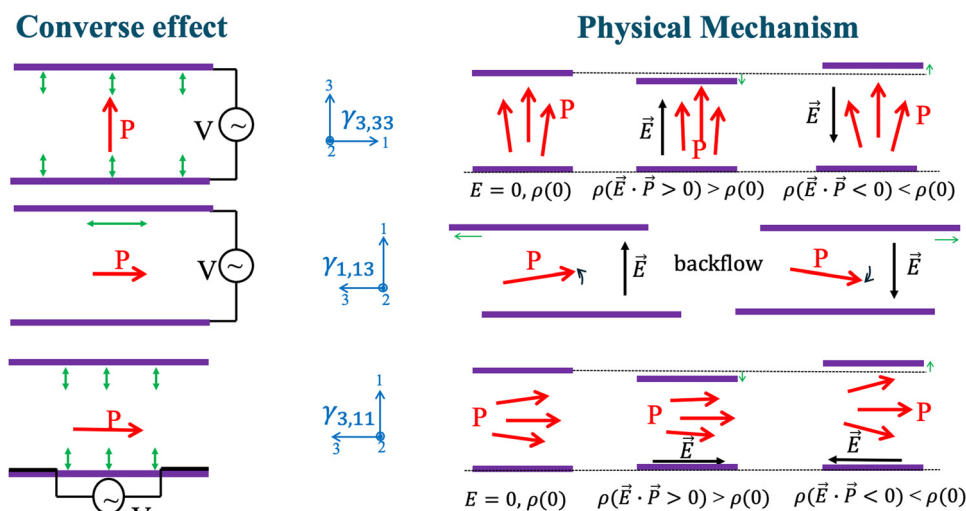 Converse effect
Physical Mechanism
P
V
~
3
γ3,33
2
1
P
E⃗
P
E⃗
P
E = 0, ρ(0)
ρ(E⃗ · P⃗ > 0) > ρ(0)
ρ(E⃗ · P⃗ < 0) < ρ(0)
P
V
~
1
γ1,13
3
2
P
E⃗
backflow
P
E⃗
P
1
γ3,11
3
2
P
P
P
E⃗
E⃗
~
V
E = 0, ρ(0)
ρ(E⃗ · P⃗ > 0) > ρ(0)
ρ(E⃗ · P⃗ < 0) < ρ(0)